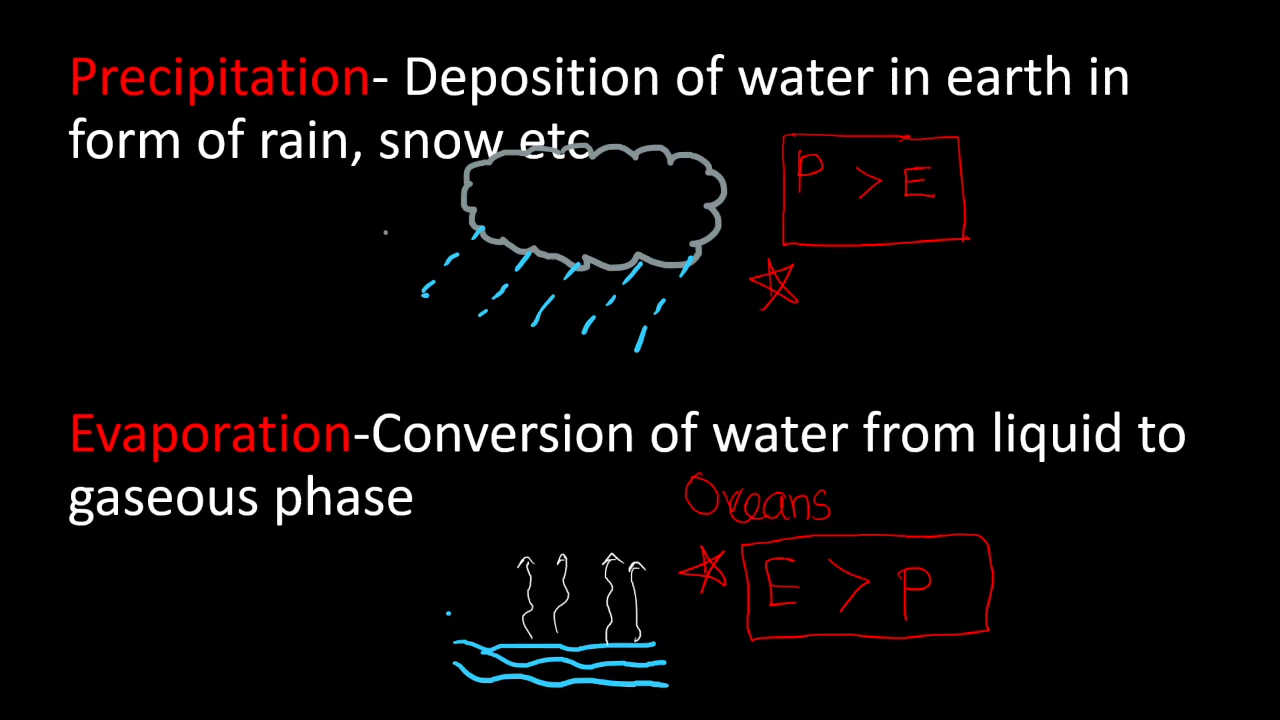 Precipitation- Deposition of water in earth in
form of rain, snow etc
P > E
Evaporation-Conversion of water from liquid to
gaseous phase
Oceans
E > P